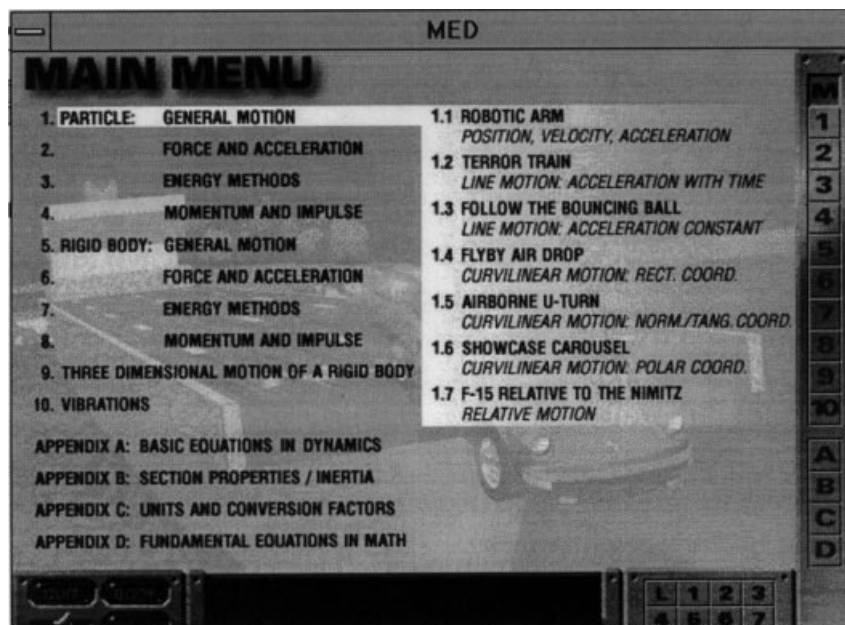 MED
MAIN MENU
1. PARTICLE: GENERAL MOTION
2. FORCE AND ACCELERATION
3. ENERGY METHODS
4. MOMENTUM AND IMPULSE
5. RIGID BODY: GENERAL MOTION
6. FORCE AND ACCELERATION
7. ENERGY METHODS
8. MOMENTUM AND IMPULSE
9. THREE DIMENSIONAL MOTION OF A RIGID BODY
10. VIBRATIONS
APPENDIX A: BASIC EQUATIONS IN DYNAMICS
APPENDIX B: SECTION PROPERTIES / INERTIA
APPENDIX C: UNITS AND CONVERSION FACTORS
APPENDIX D: FUNDAMENTAL EQUATIONS IN MATH
1.1 ROBOTIC ARM
POSITION, VELOCITY, ACCELERATION
1.2 TERROR TRAIN
LINE MOTION: ACCELERATION WITH TIME
1.3 FOLLOW THE BOUNCING BALL
LINE MOTION: ACCELERATION CONSTANT
1.4 FLYBY AIR DROP
CURVILINEAR MOTION: RECT. COORD.
1.5 AIRBORNE U-TURN
CURVILINEAR MOTION: NORM./TANG. COORD.
1.6 SHOWCASE CAROUSEL
CURVILINEAR MOTION: POLAR COORD.
1.7 F-15 RELATIVE TO THE NIMITZ
RELATIVE MOTION
M
1
2
3
4
5
6
7
8
9
10
A
B
C
D
L 1 2 3
4 5 6 7